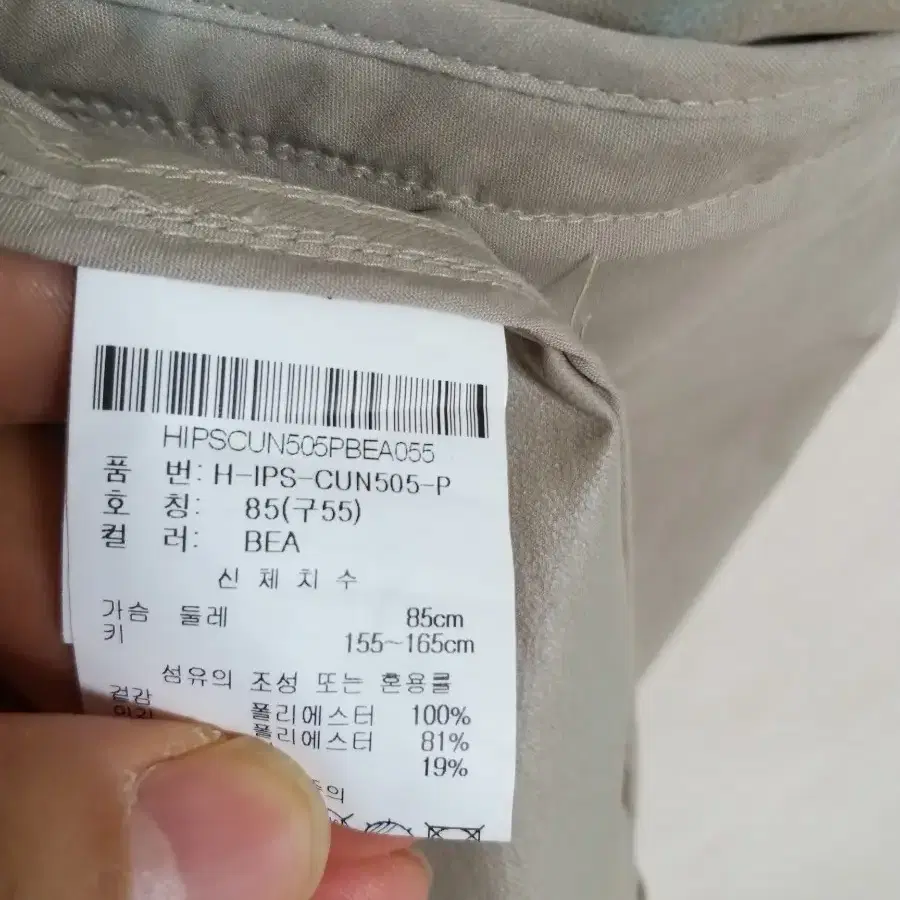 HIPSCUN505PBEA055
품 번: H-IPS-CUN505-P
호 칭: 85(구55)
컬 러: BEA
신 체 치 수
가슴 둘레 85cm
키 155~165cm
섬유의 조성 또는 혼용률
겉감 폴리에스터 100%
폴리에스터 81%
19%